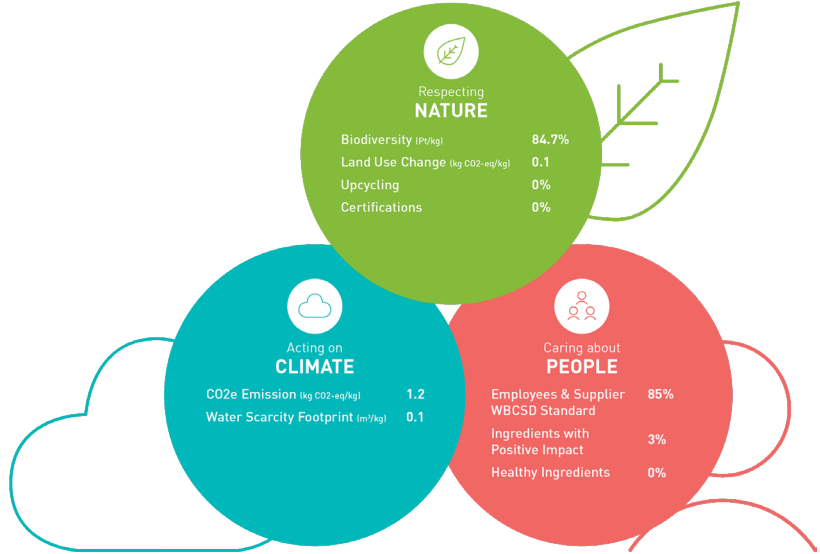 Respecting
NATURE
Biodiversity (Pt/kg) 84.7%
Land Use Change (kg CO2-eq/kg) 0.1
Upcycling 0%
Certifications 0%
Acting on
CLIMATE
CO2e Emission (kg CO2-eq/kg) 1.2
Water Scarcity Footprint (m³/kg) 0.1
Caring about
PEOPLE
Employees & Supplier 85%
WBCSD Standard
Ingredients with
Positive Impact 3%
Healthy Ingredients 0%